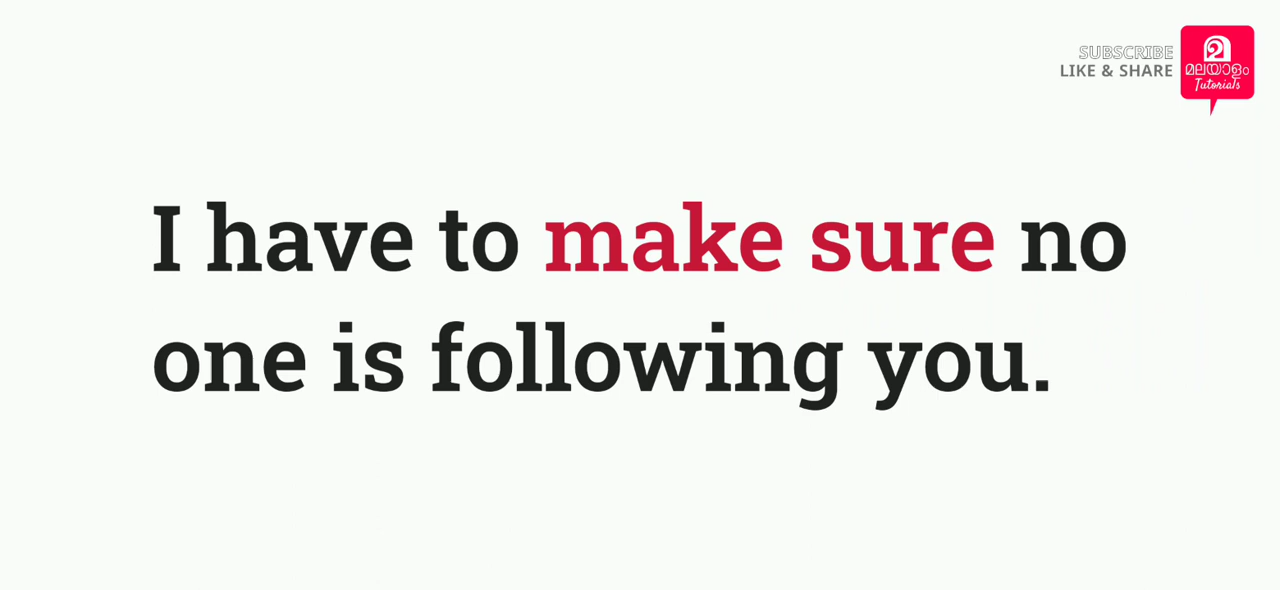 SUBSCRIBE
LIKE & SHARE
മ
മലയാളം
Tutorials
I have to make sure no
one is following you.